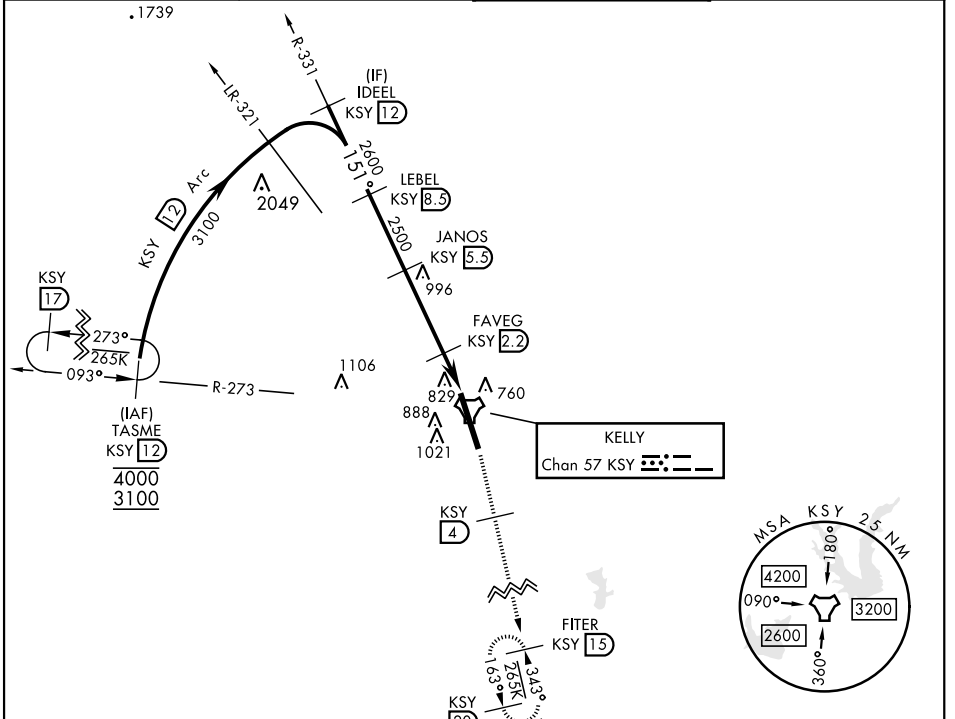 .1739
R-331
(IF)
IDEEL
KSY 12
LR-321
2600
151°
2049
LEBEL
KSY 8.5
KSY 12 Arc
3100
2500
JANOS
KSY 5.5
996
KSY
17
273°
265K
093°
R-273
FAVEG
KSY 2.2
1106
829
760
888
1021
(IAF)
TASME
KSY 12
4000
3100
KELLY
Chan 57 KSY
KSY
4
MSA KSY 25 NM
180°
4200
090°
3200
2600
360°
FITER
KSY 15
163°
265K
343°
KSY